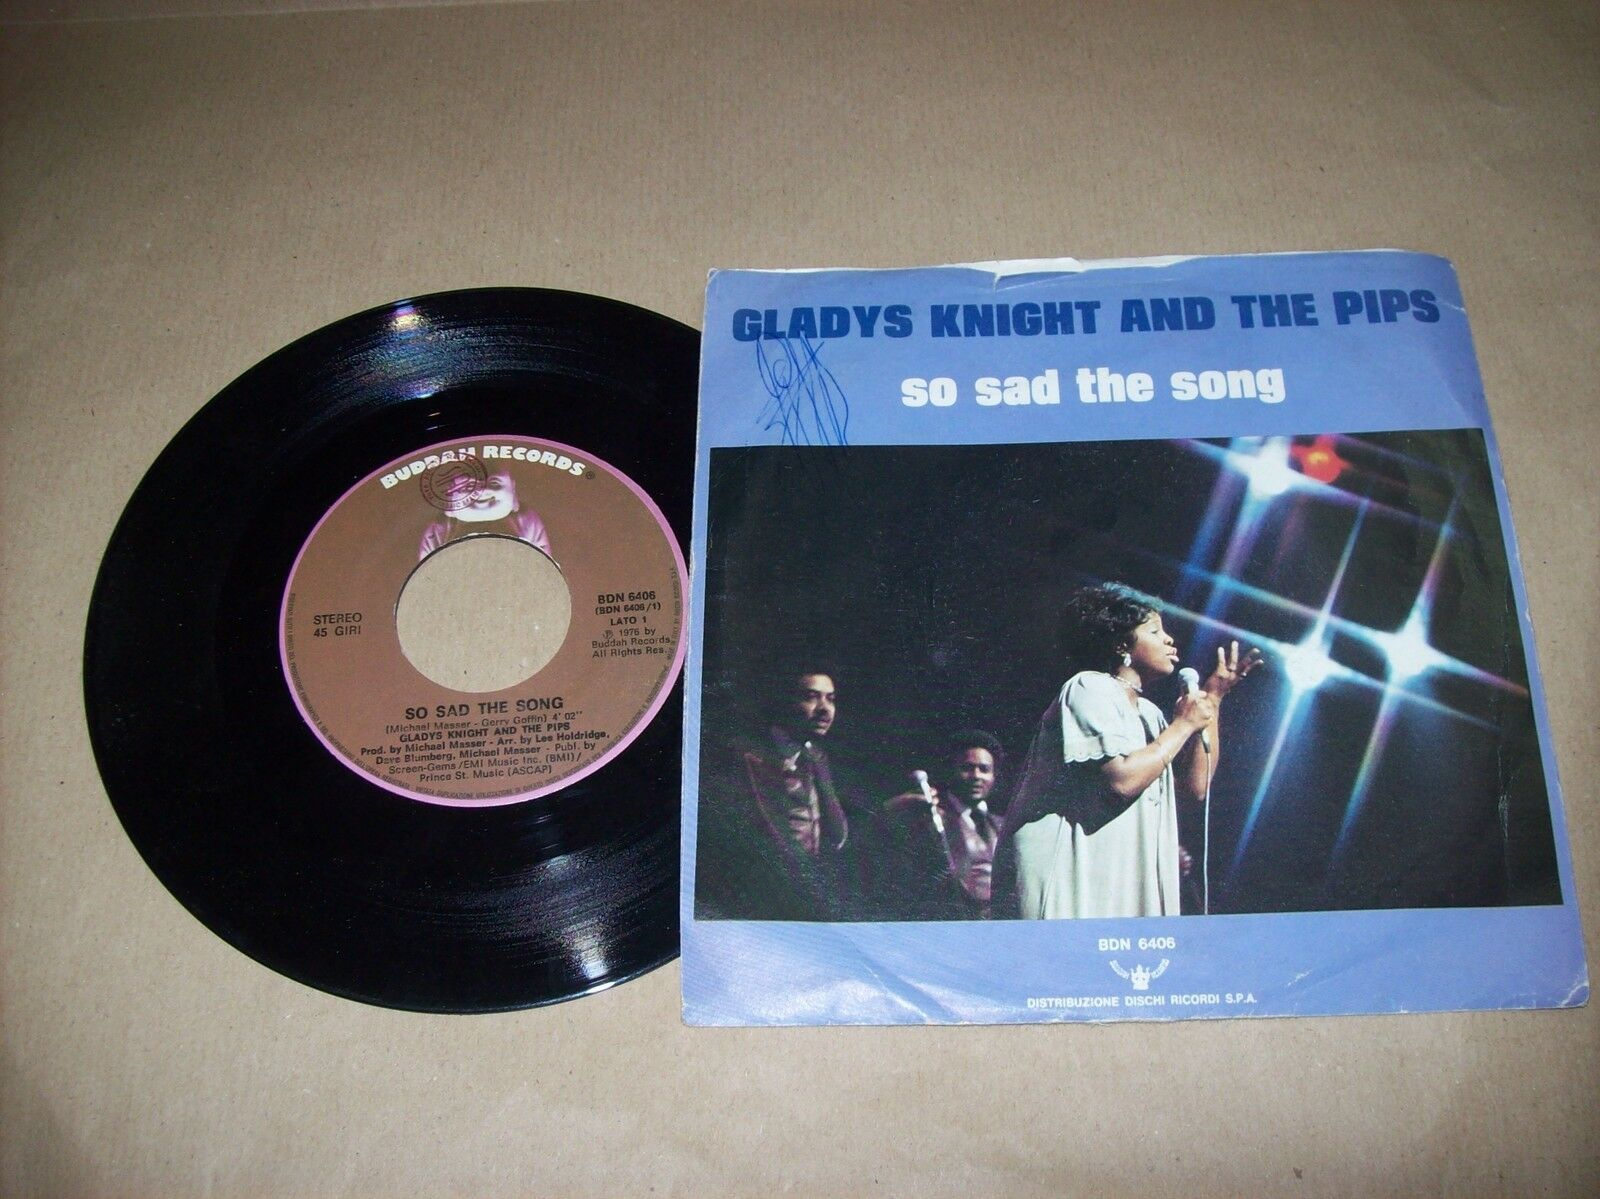 BUDDAH RECORDS®
STEREO
45 GIRI
BDN 6406
(BDN 6406/1)
LATO 1
℗ 1976 by
Buddah Records
All Rights Res.
SO SAD THE SONG
(Michael Masser - Gerry Goffin) 4' 02''
GLADYS KNIGHT AND THE PIPS
Prod. by Michael Masser - Arr. by Lee Holdridge,
Dave Blumberg, Michael Masser - Publ. by
Screen-Gems/EMI Music Inc. (BMI)/
Prince St. Music (ASCAP)
GLADYS KNIGHT AND THE PIPS
so sad the song
BDN 6406
DISTRIBUZIONE DISCHI RICORDI S.P.A.